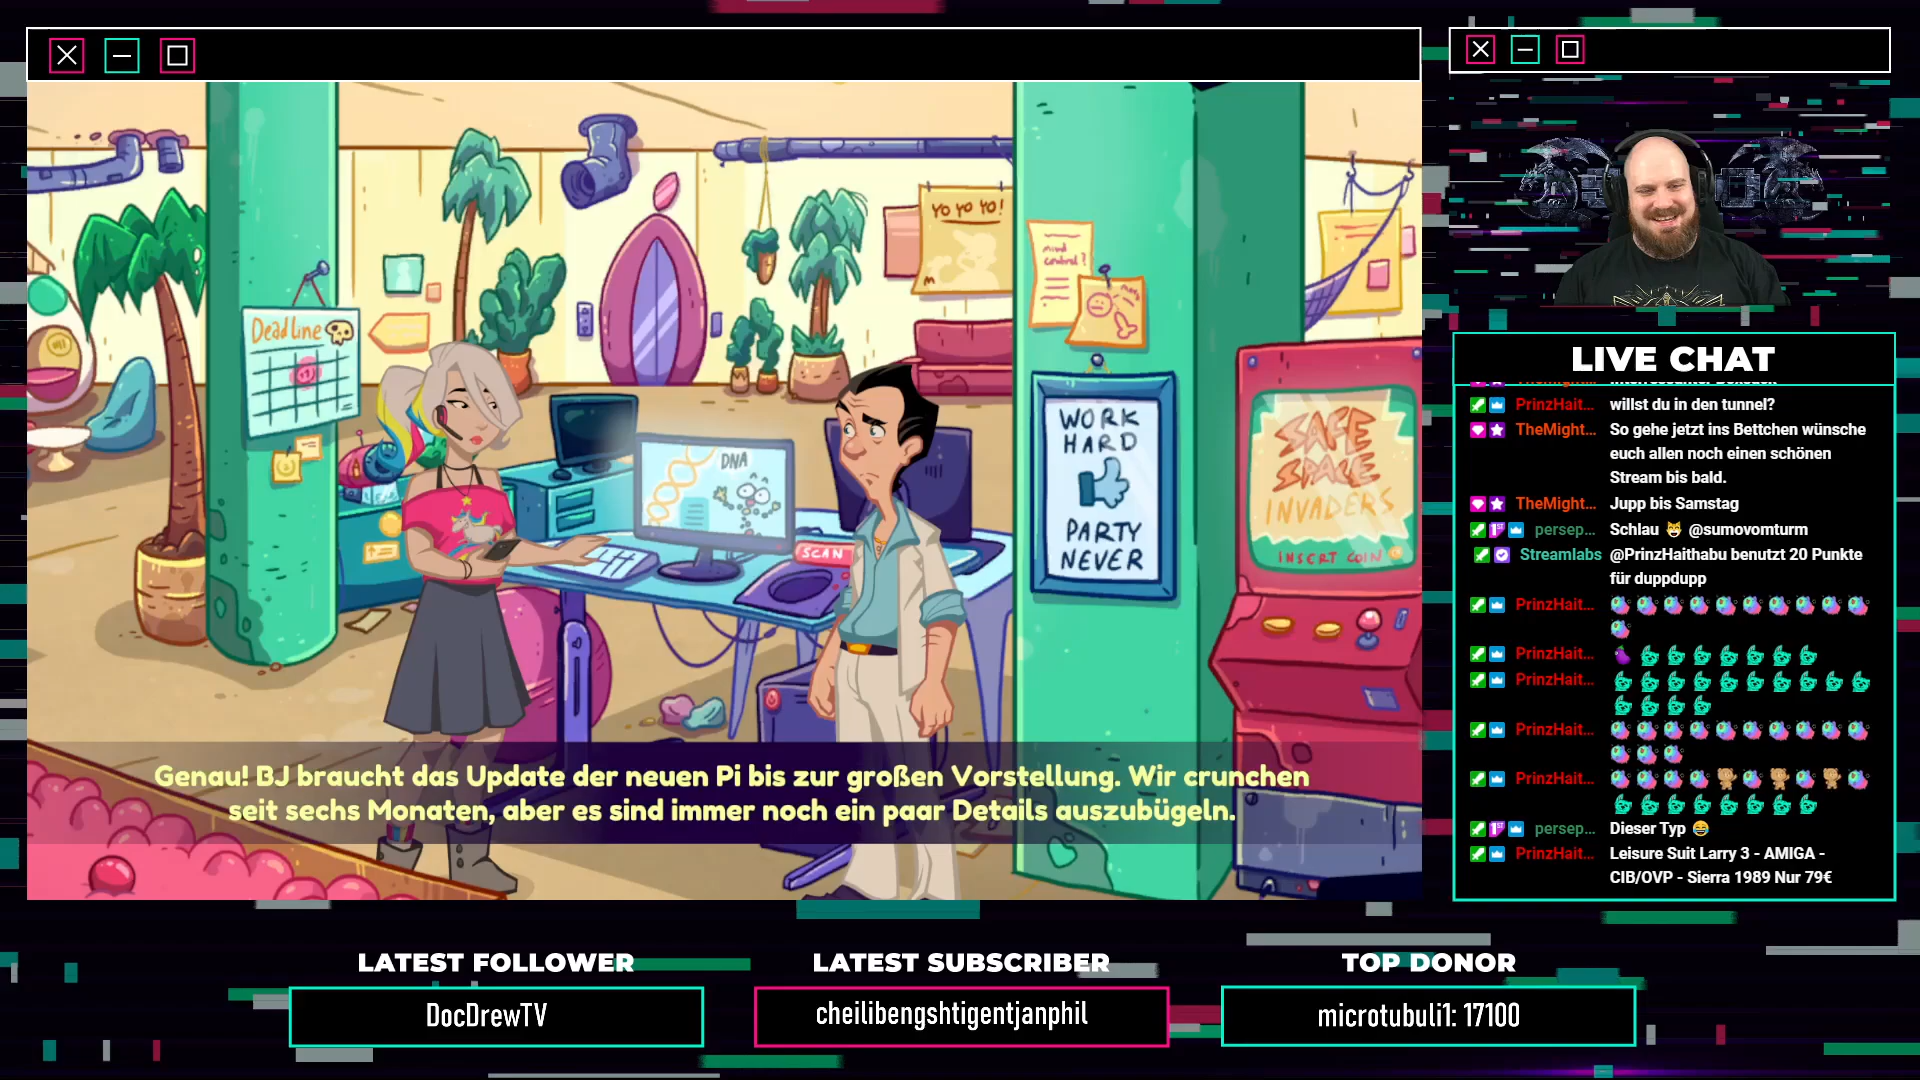 Deadline
YO YO YO!
mind
control?
DNA
SCAN
WORK
HARD
PARTY
NEVER
SAFE
SPACE
INVADERS
INSERT COIN
Genau! BJ braucht das Update der neuen Pi bis zur großen Vorstellung. Wir crunchen
seit sechs Monaten, aber es sind immer noch ein paar Details auszubügeln.
LIVE CHAT
PrinzHait... willst du in den tunnel?
TheMight... So gehe jetzt ins Bettchen wünsche
euch allen noch einen schönen
Stream bis bald.
TheMight... Jupp bis Samstag
persep... Schlau 😸 @sumovomturm
Streamlabs @PrinzHaithabu benutzt 20 Punkte
für duppdupp
PrinzHait...
PrinzHait...
PrinzHait...
PrinzHait...
PrinzHait...
persep... Dieser Typ 😂
PrinzHait... Leisure Suit Larry 3 - AMIGA -
CIB/OVP - Sierra 1989 Nur 79€
LATEST FOLLOWER
DocDrewTV
LATEST SUBSCRIBER
cheilibengshtigentjanphil
TOP DONOR
microtubuli1: 17100